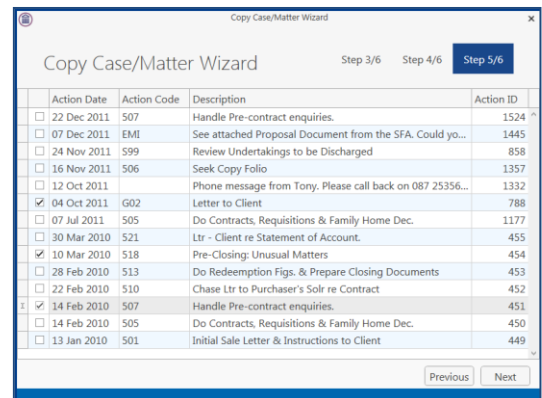 Copy Case/Matter Wizard
Copy Case/Matter Wizard Step 3/6 Step 4/6 Step 5/6
Action Date Action Code Description Action ID
22 Dec 2011 507 Handle Pre-contract enquiries. 1524
07 Dec 2011 EMI See attached Proposal Document from the SFA. Could yo... 1445
24 Nov 2011 S99 Review Undertakings to be Discharged 858
16 Nov 2011 506 Seek Copy Folio 1357
12 Oct 2011 Phone message from Tony. Please call back on 087 25356... 1332
04 Oct 2011 G02 Letter to Client 788
07 Jul 2011 505 Do Contracts, Requisitions & Family Home Dec. 1177
30 Mar 2010 521 Ltr - Client re Statement of Account. 455
10 Mar 2010 518 Pre-Closing: Unusual Matters 454
28 Feb 2010 513 Do Redemption Figs. & Prepare Closing Documents 453
22 Feb 2010 510 Chase Ltr to Purchaser's Solr re Contract 452
14 Feb 2010 507 Handle Pre-contract enquiries. 451
14 Feb 2010 505 Do Contracts, Requisitions & Family Home Dec. 450
13 Jan 2010 501 Initial Sale Letter & Instructions to Client 449
Previous Next